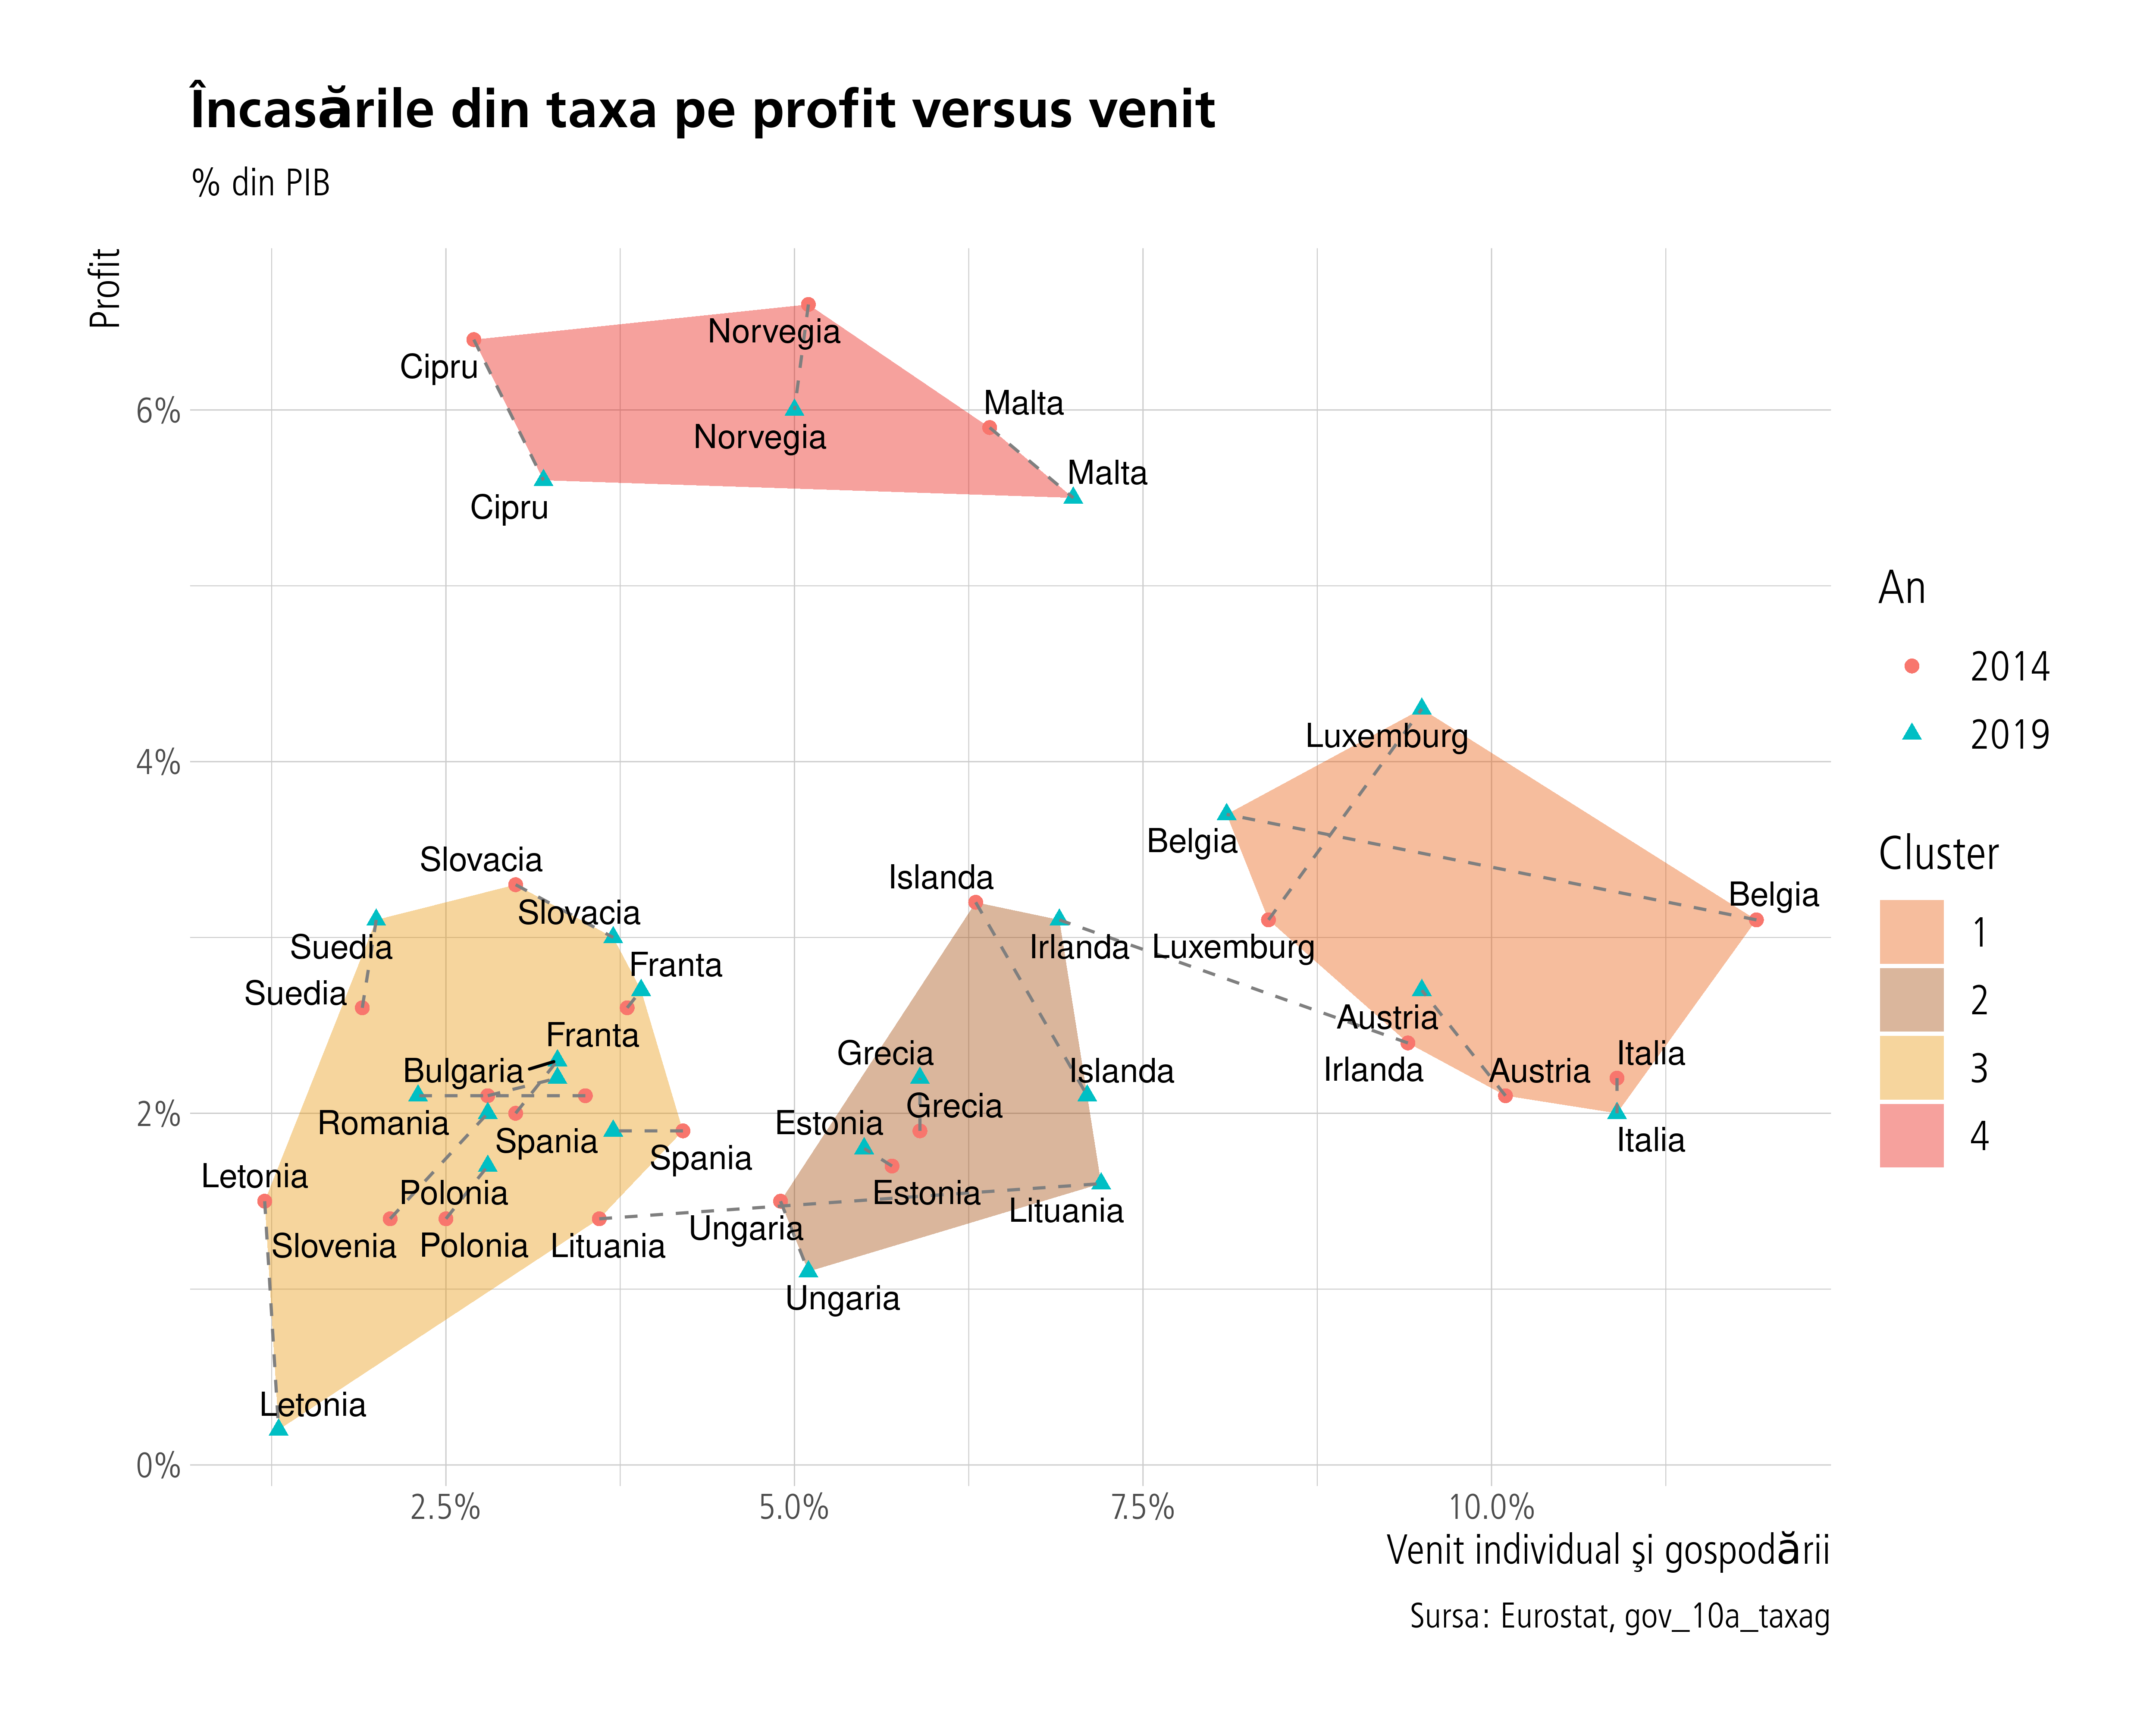 Încasările din taxa pe profit versus venit
% din PIB
Profit
6%
4%
2%
0%
2.5%
5.0%
7.5%
10.0%
Norvegia
Cipru
Malta
Norvegia
Malta
Cipru
Luxemburg
Belgia
Slovacia
Islanda
Belgia
Slovacia
Suedia
Irlanda
Luxemburg
Franta
Suedia
Austria
Franta
Grecia
Italia
Bulgaria
Irlanda
Islanda
Austria
Grecia
Romania
Estonia
Spania
Italia
Spania
Letonia
Polonia
Estonia
Lituania
Ungaria
Slovenia
Polonia
Lituania
Ungaria
Letonia
An
2014
2019
Cluster
1
2
3
4
Venit individual şi gospodării
Sursa: Eurostat, gov_10a_taxag